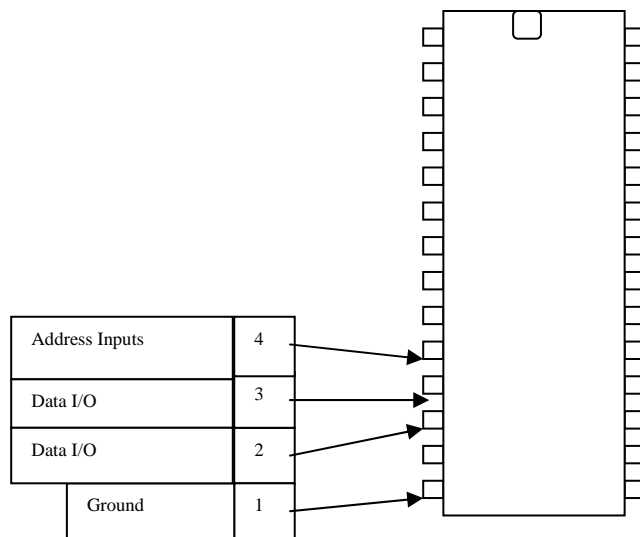 Address Inputs 4
Data I/O 3
Data I/O 2
Ground 1